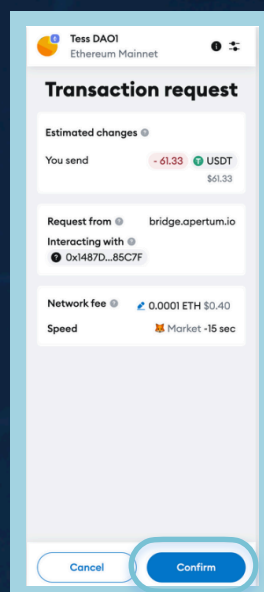 Tess DAO1
Ethereum Mainnet
Transaction request
Estimated changes
You send - 61.33 USDT
$61.33
Request from bridge.apertum.io
Interacting with
0x1487D...85C7F
Network fee 0.0001 ETH $0.40
Speed Market ~15 sec
Cancel Confirm